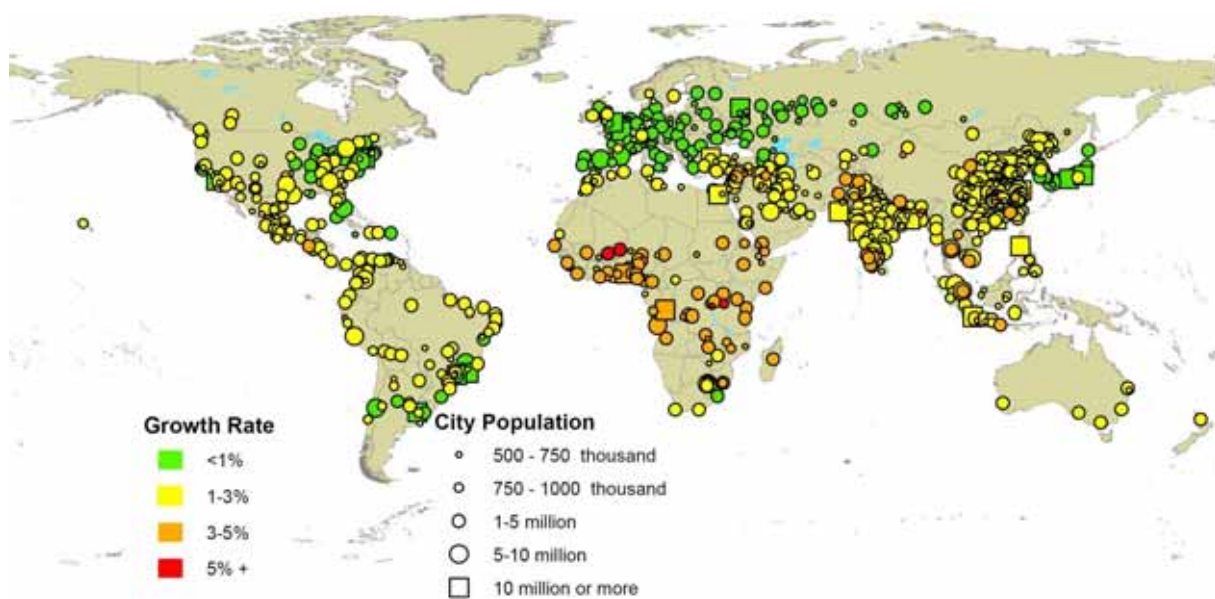 Growth Rate
<1%
1-3%
3-5%
5% +
City Population
500 - 750 thousand
750 - 1000 thousand
1-5 million
5-10 million
10 million or more